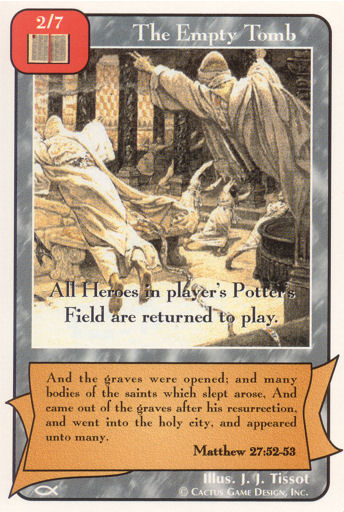 2/7
The Empty Tomb
All Heroes in player's Potter's
Field are returned to play.
And the graves were opened; and many
bodies of the saints which slept arose, And
came out of the graves after his resurrection,
and went into the holy city, and appeared
unto many.
Matthew 27:52-53
Illus. J. J. Tissot
© Cactus Game Design, Inc.